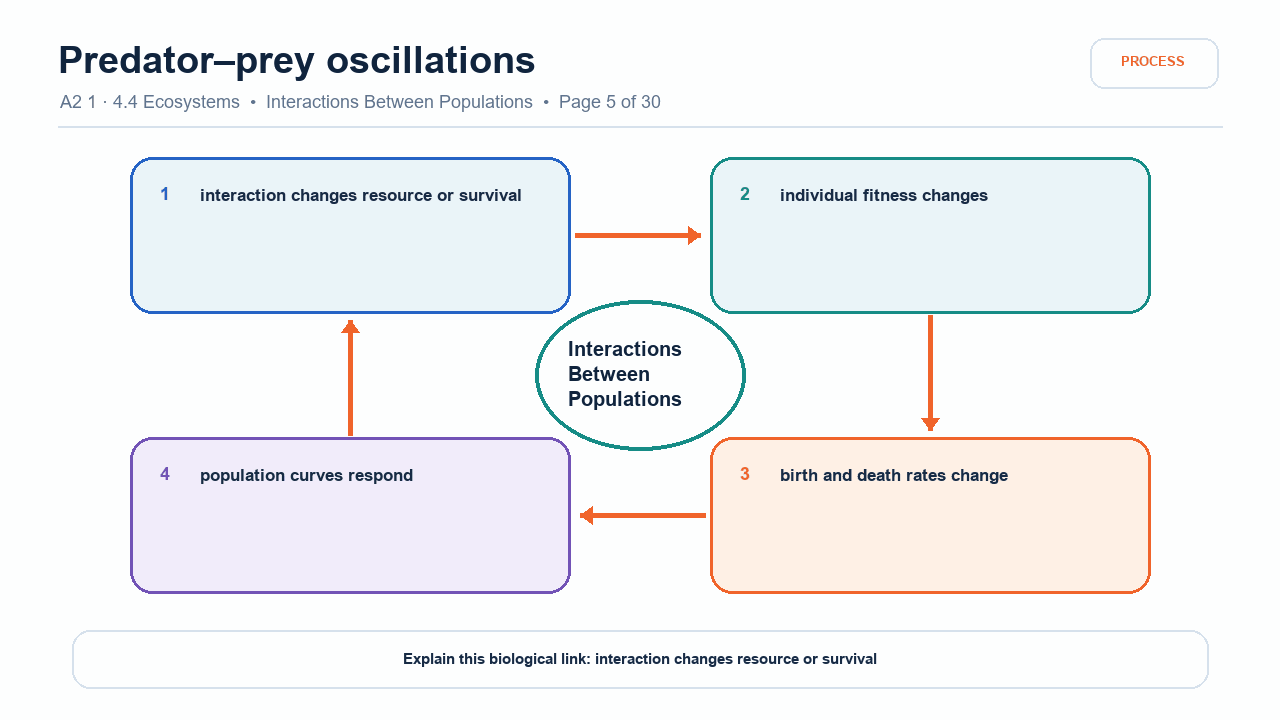 Predator–prey oscillations
PROCESS
A2 1 · 4.4 Ecosystems • Interactions Between Populations • Page 5 of 30
1 interaction changes resource or survival
2 individual fitness changes
Interactions
Between
Populations
4 population curves respond
3 birth and death rates change
Explain this biological link: interaction changes resource or survival